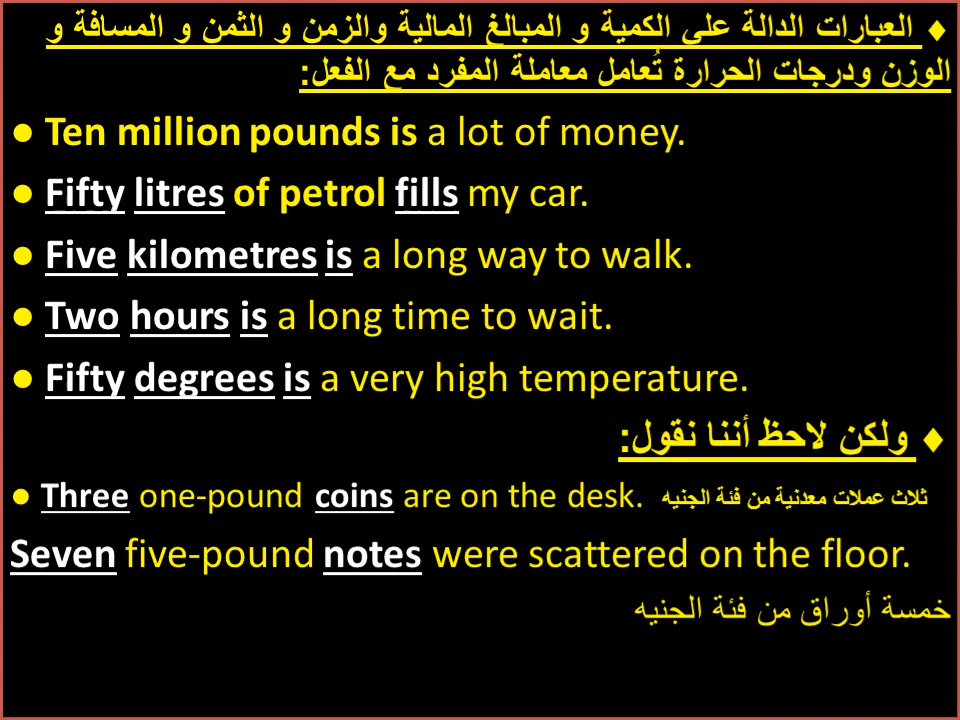 ♦ العبارات الدالة على الكمية و المبالغ المالية والزمن و الثمن و المسافة و
الوزن ودرجات الحرارة تُعامل معاملة المفرد مع الفعل:
● Ten million pounds is a lot of money.
● Fifty litres of petrol fills my car.
● Five kilometres is a long way to walk.
● Two hours is a long time to wait.
● Fifty degrees is a very high temperature.
♦ ولكن لاحظ أننا نقول:
● Three one-pound coins are on the desk. ثلاث عملات معدنية من فئة الجنيه
Seven five-pound notes were scattered on the floor.
خمسة أوراق من فئة الجنيه